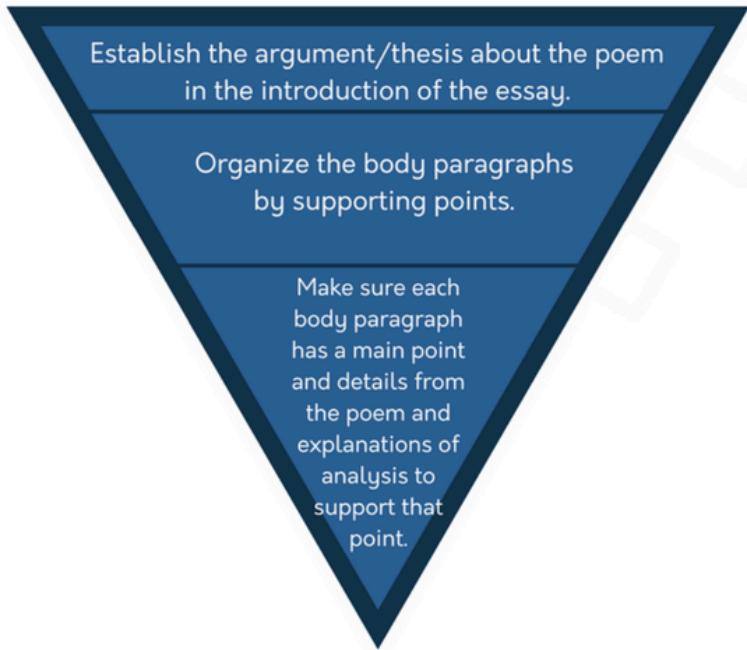 Establish the argument/thesis about the poem
in the introduction of the essay.
Organize the body paragraphs
by supporting points.
Make sure each
body paragraph
has a main point
and details from
the poem and
explanations of
analysis to
support that
point.